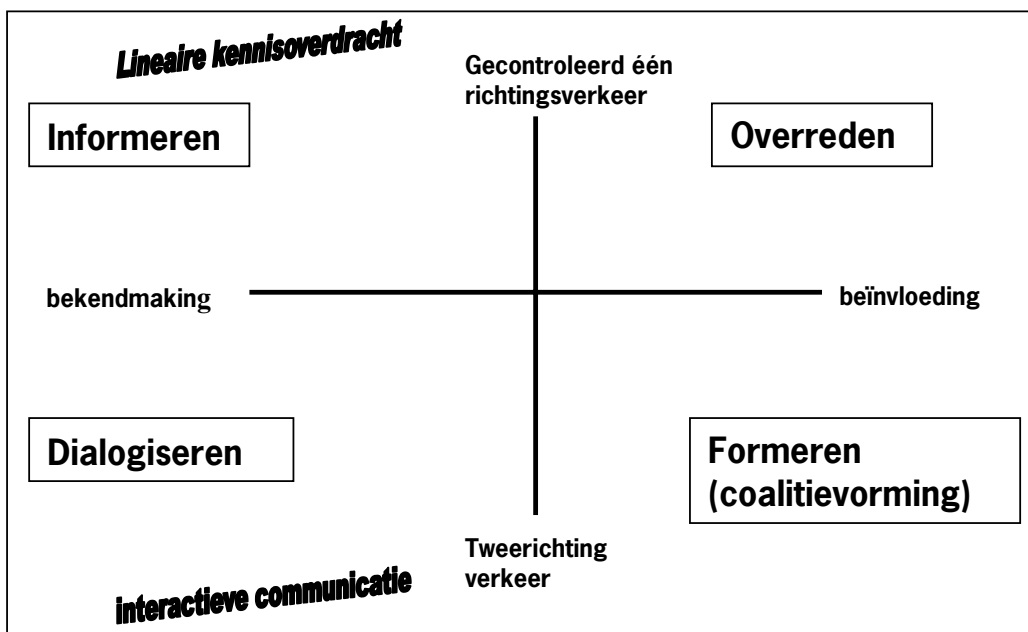 Lineaire kennisoverdracht
Gecontroleerd één
richtingsverkeer
Informeren
Overreden
bekendmaking
beïnvloeding
Dialogiseren
Formeren
(coalitievorming)
Tweerichting
verkeer
interactieve communicatie